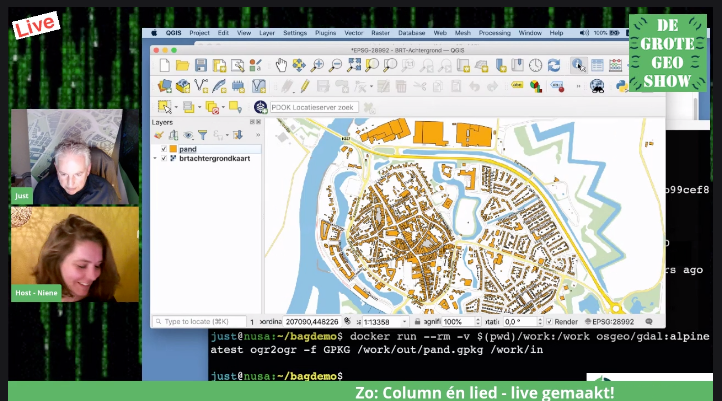 Live
DE
GROTE
GEO
SHOW
QGIS Project Edit View Layer Settings Plugins Vector Raster Database Web Mesh Processing Window Help 100%
*EPSG-28992 — BRT-Achtergrond — QGIS
PDOK Locatieserver zoek
Layers
pand
brtachtergrondkaart
Just
Host - Niene
b99cef8
rs ago
Type to locate (⌘K) 1 ordina 207090,448226 1:13358 agnifi 100% otati 0,0 ° Render EPSG:28992
just@nusa:~/bagdemo$ docker run --rm -v $(pwd)/work:/work osgeo/gdal:alpine
atest ogr2ogr -f GPKG /work/out/pand.gpkg /work/in
just@nusa:~/bagdemo$
Zo: Column én lied - live gemaakt!